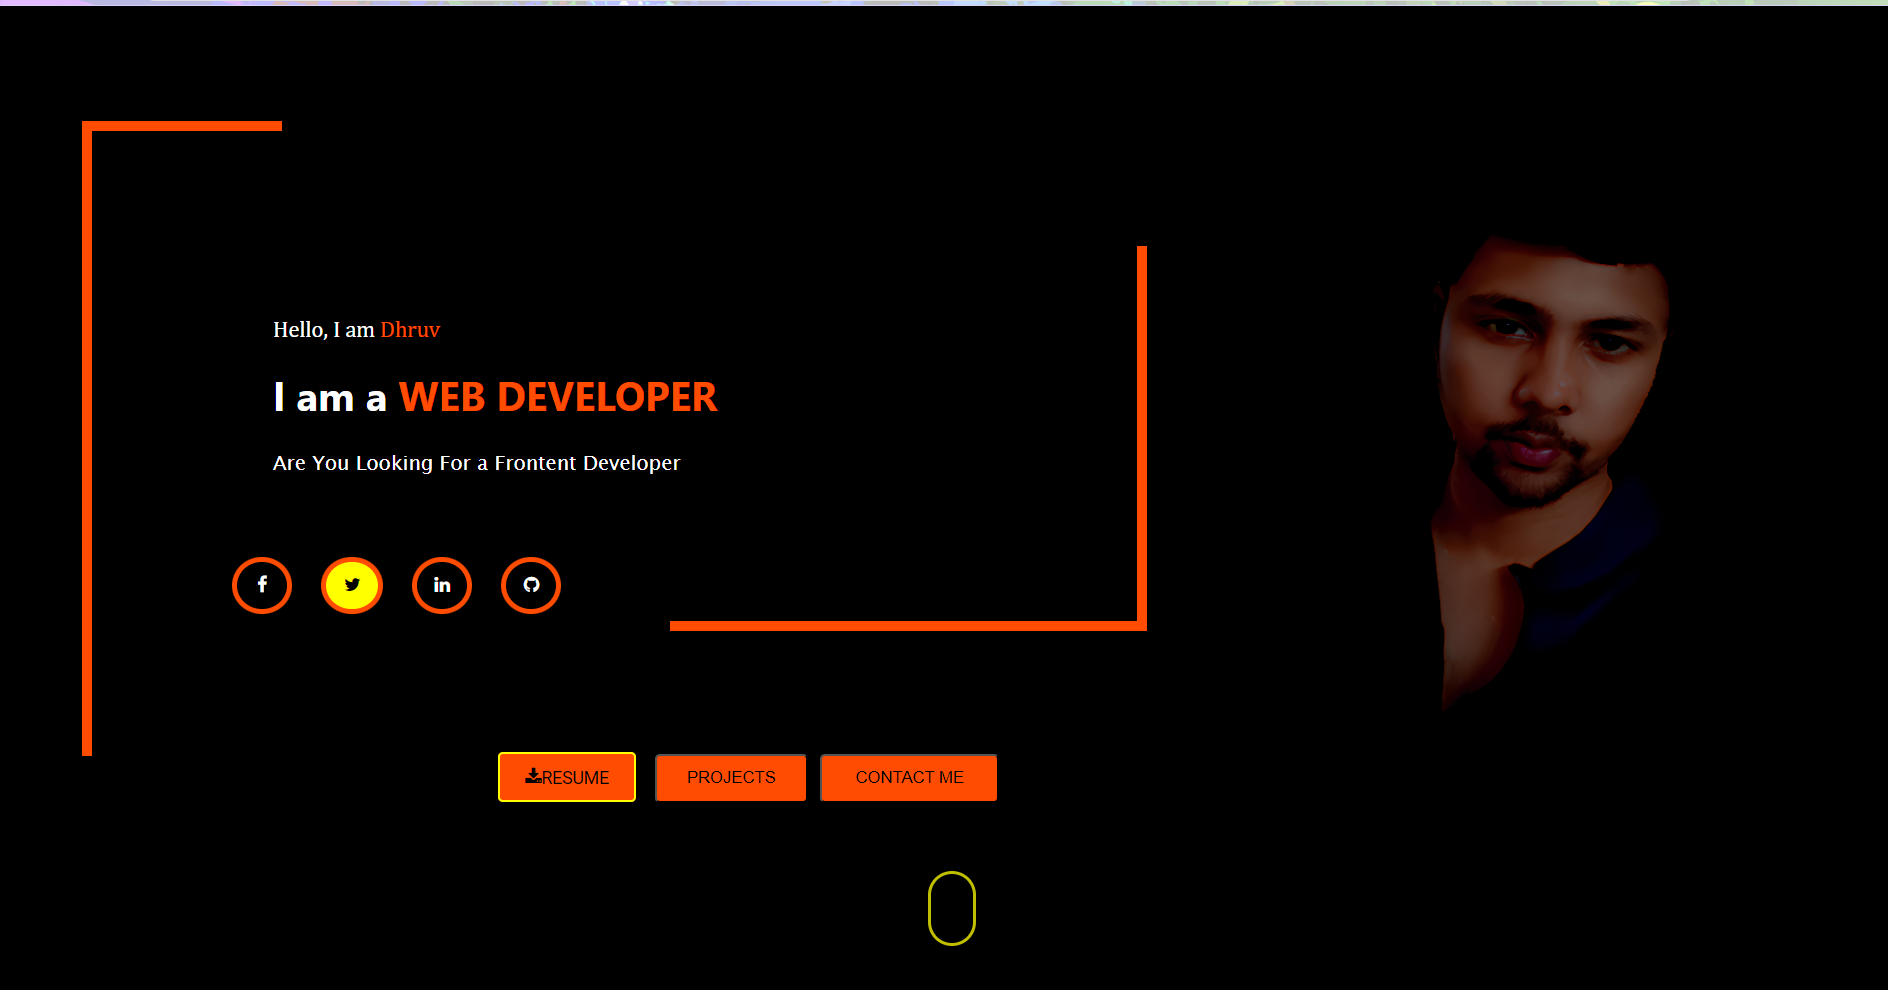 Hello, I am Dhruv
I am a WEB DEVELOPER
Are You Looking For a Frontent Developer
f in
RESUME PROJECTS CONTACT ME